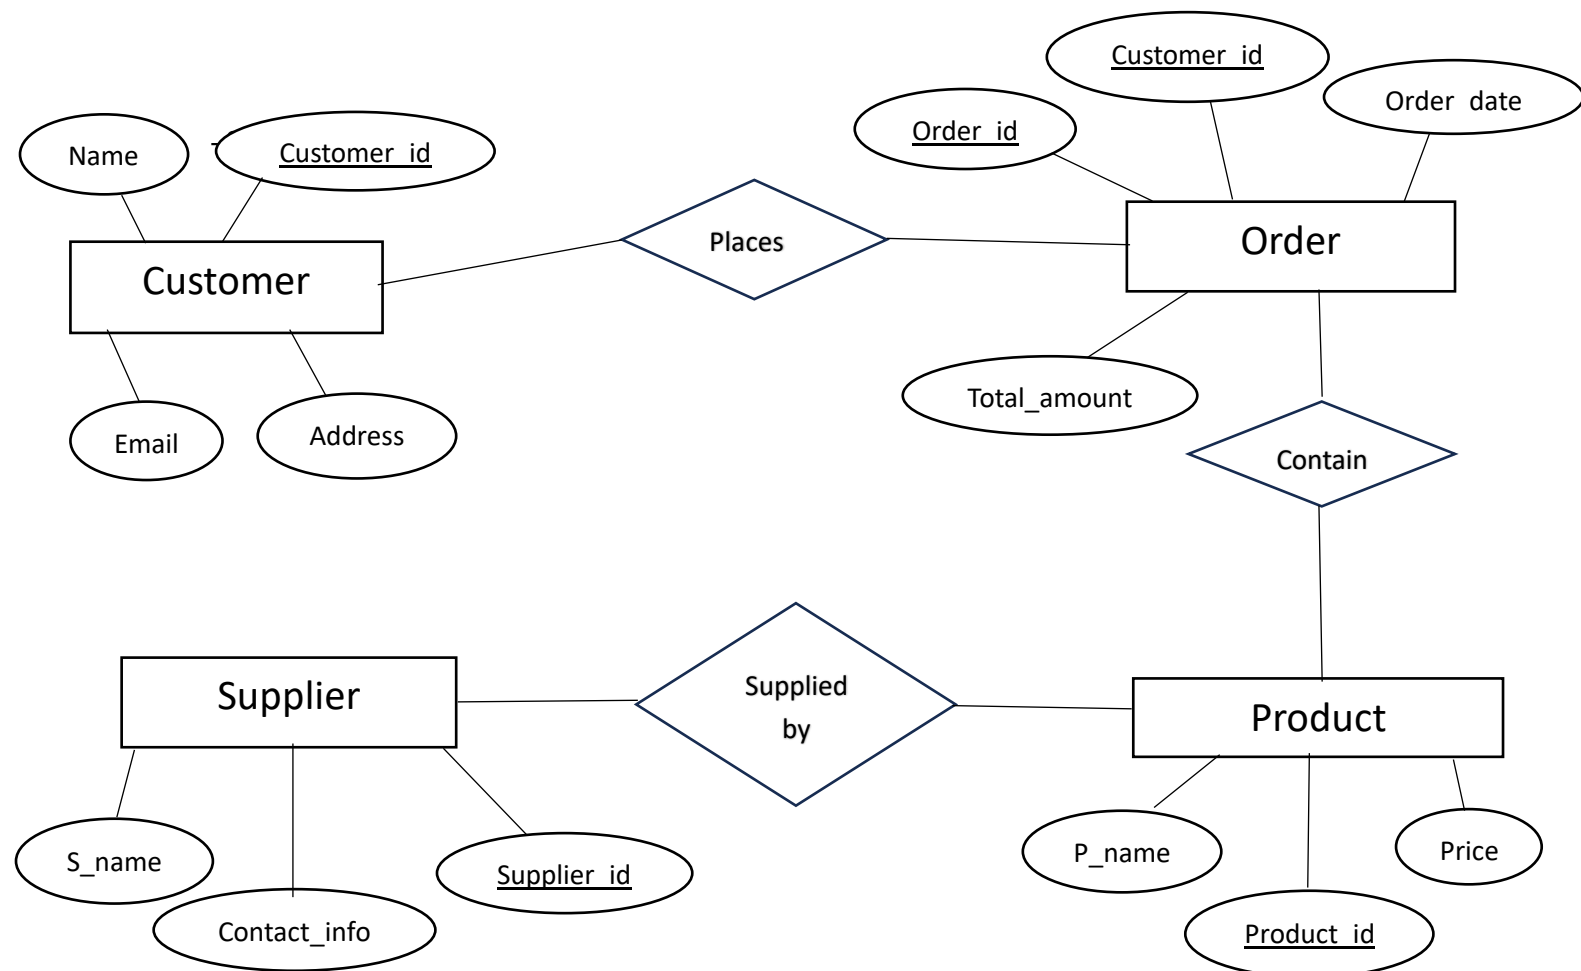 Customer_id
Order_date
Order_id
Name
Customer_id
Places
Order
Customer
Total_amount
Email
Address
Contain
Supplier
Supplied
by
Product
S_name
Supplier_id
P_name
Price
Contact_info
Product_id